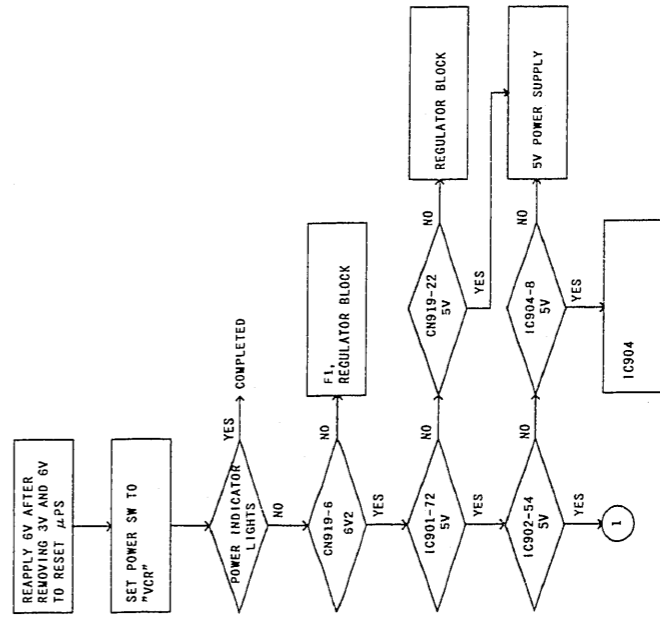 REAPPLY 6V AFTER
REMOVING 3V AND 6V
TO RESET μPS
SET POWER SW TO
"VCR"
POWER INDICATOR
LIGHTS
YES
COMPLETED
NO
CN919-6
6V2
NO
F1,
REGULATOR BLOCK
YES
IC901-72
5V
NO
CN919-22
5V
NO
REGULATOR BLOCK
YES
YES
IC902-54
5V
NO
IC904-8
5V
NO
5V POWER SUPPLY
YES
IC904
YES
1